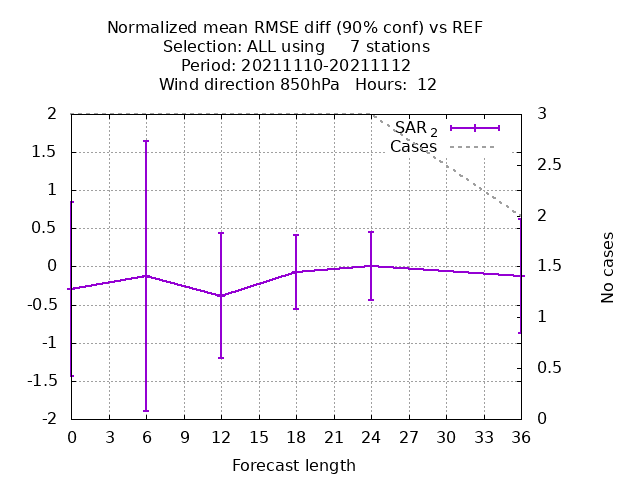 Normalized mean RMSE diff (90% conf) vs REF
Selection: ALL using     7 stations
Period: 20211110-20211112
Wind direction 850hPa   Hours:  12
SAR 2
Cases
2
1.5
1
0.5
0
-0.5
-1
-1.5
-2
3
2.5
2
1.5
1
0.5
0
No cases
0 3 6 9 12 15 18 21 24 27 30 33 36
Forecast length